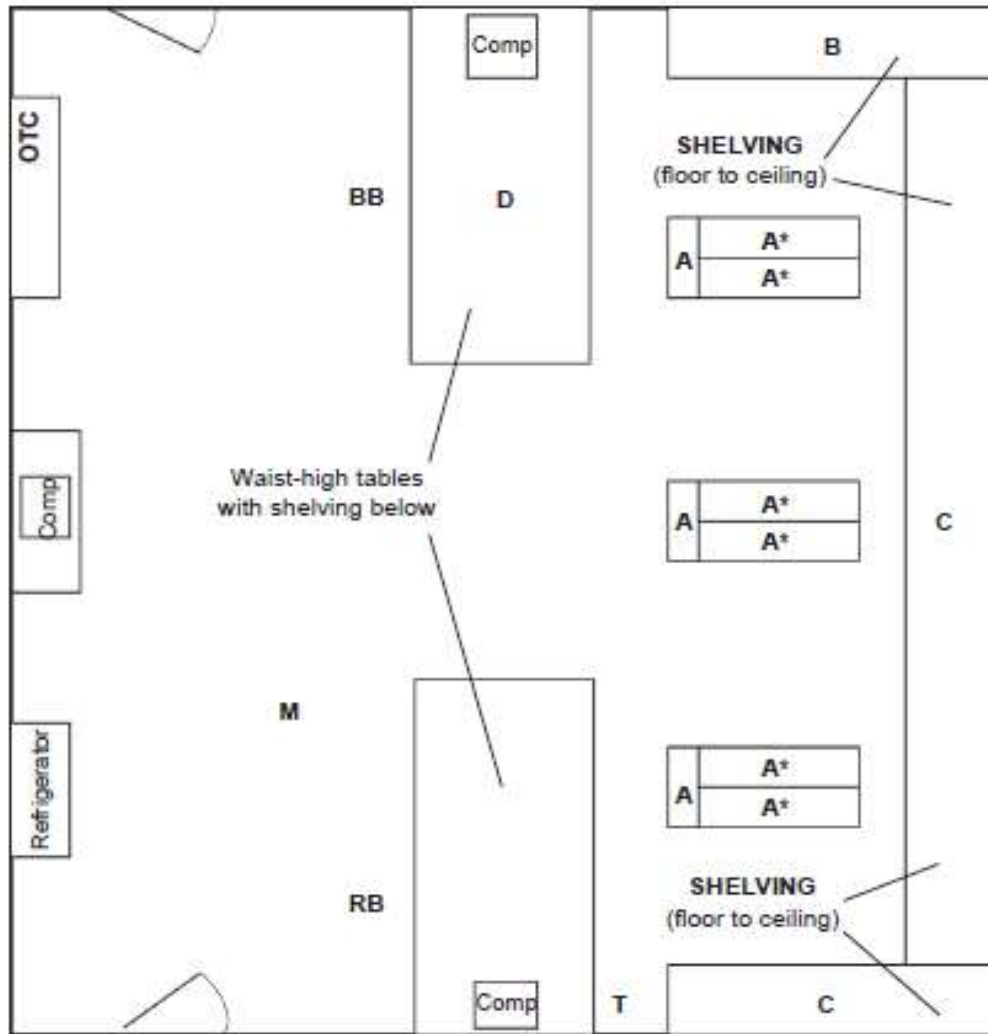 Comp
B
OTC
SHELVING
(floor to ceiling)
BB
D
A
A*
A*
Waist-high tables
with shelving below
Comp
A
A*
A*
C
M
Refrigerator
A
A*
A*
RB
SHELVING
(floor to ceiling)
Comp
T
C